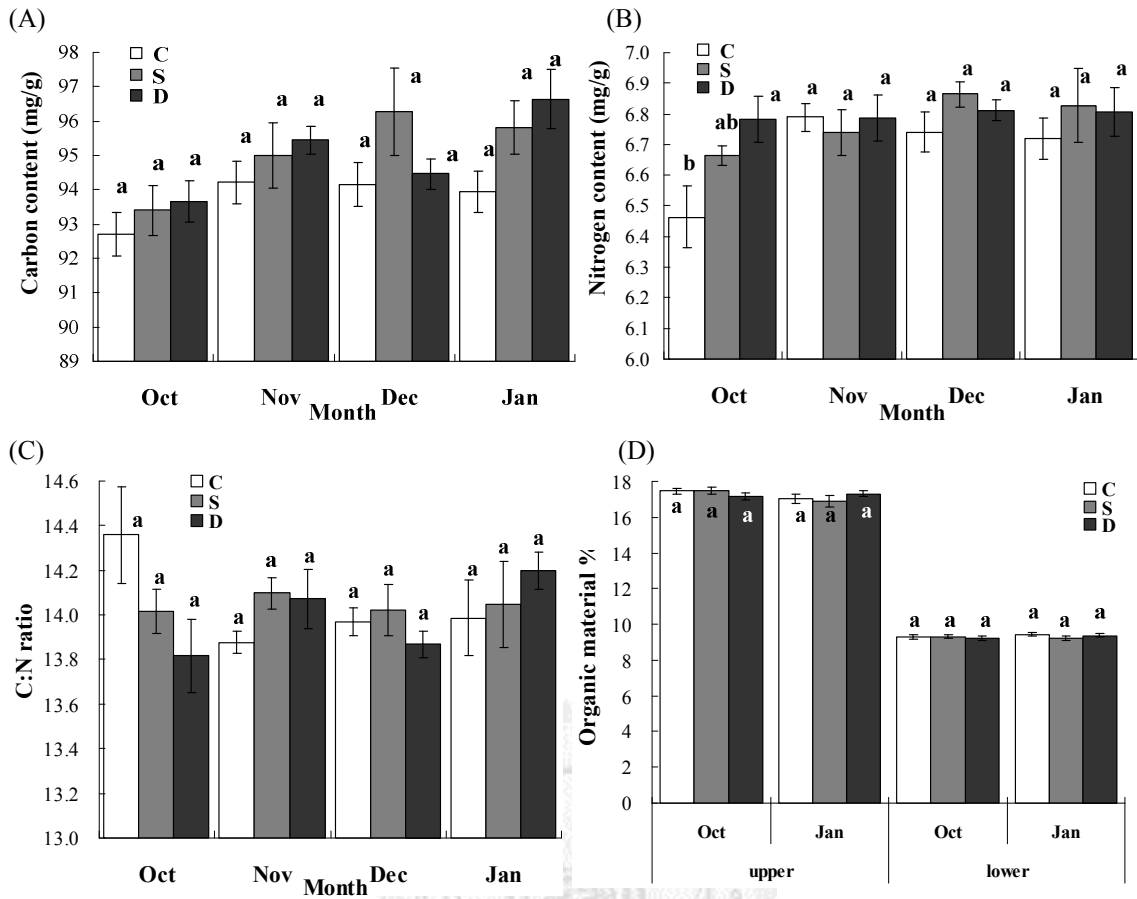 (A)
C
S
D
Carbon content (mg/g)
98
97
96
95
94
93
92
91
90
89
a a a
a a a
a a a
a a a
Oct Nov Dec Jan
Month
(B)
C
S
D
Nitrogen content (mg/g)
7.0
6.9
6.8
6.7
6.6
6.5
6.4
6.3
6.2
6.1
6.0
b ab a
a a a
a a a
a a a
Oct Nov Dec Jan
Month
(C)
C
S
D
C:N ratio
14.6
14.4
14.2
14.0
13.8
13.6
13.4
13.2
13.0
a a a
a a a
a a a
a a a
Oct Nov Dec Jan
Month
(D)
C
S
D
Organic material %
18
16
14
12
10
8
6
4
2
0
a a a
a a a
a a a
a a a
Oct Jan Oct Jan
upper lower